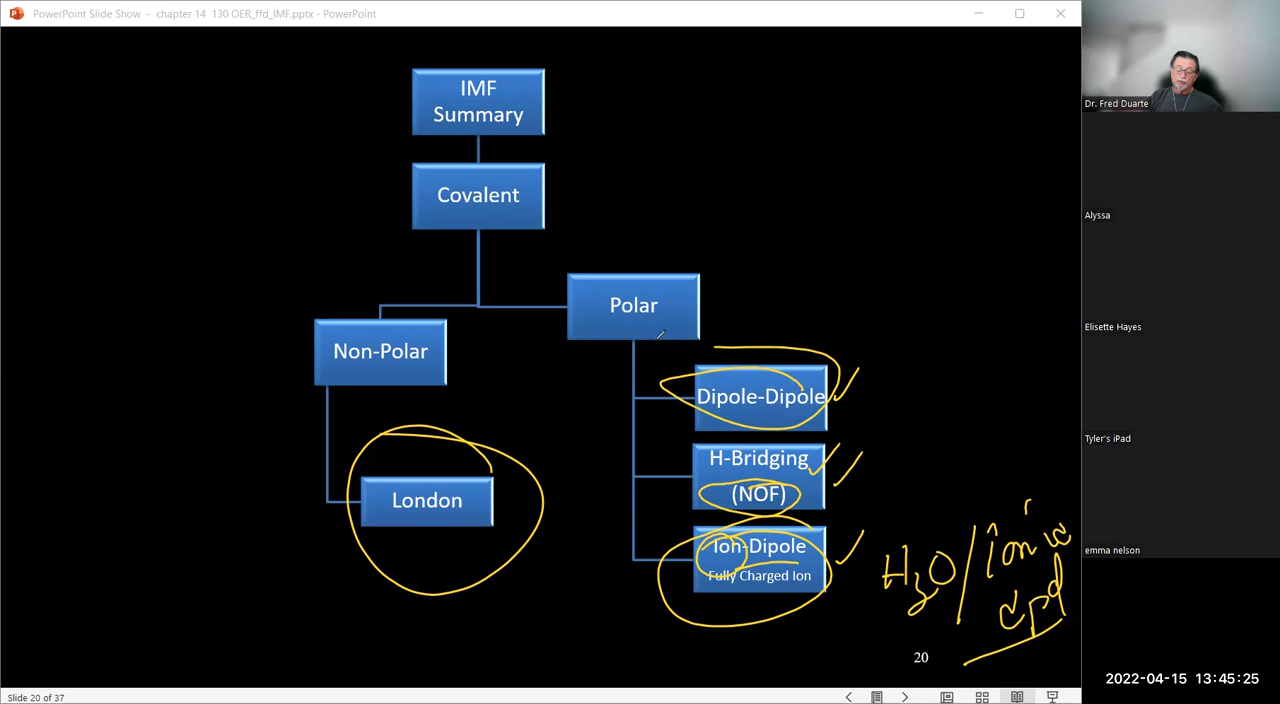 PowerPoint Slide Show - chapter 14 130 OER_ffd_IMF.pptx - PowerPoint
IMF
Summary
Covalent
Polar
Non-Polar
Dipole-Dipole
H-Bridging
(NOF)
London
Ion-Dipole
Fully Charged Ion
H2O / ionic
cpd
20
Slide 20 of 37
Dr. Fred Duarte
Alyssa
Elisette Hayes
Tyler's iPad
emma nelson
2022-04-15 13:45:25